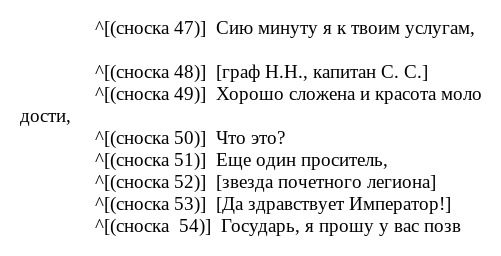 ^[(сноска 47)] Сию минуту я к твоим услугам,
^[(сноска 48)] [граф Н.Н., капитан С. С.]
^[(сноска 49)] Хорошо сложена и красота моло
дости,
^[(сноска 50)] Что это?
^[(сноска 51)] Еще один проситель,
^[(сноска 52)] [звезда почетного легиона]
^[(сноска 53)] [Да здравствует Император!]
^[(сноска 54)] Государь, я прошу у вас позв